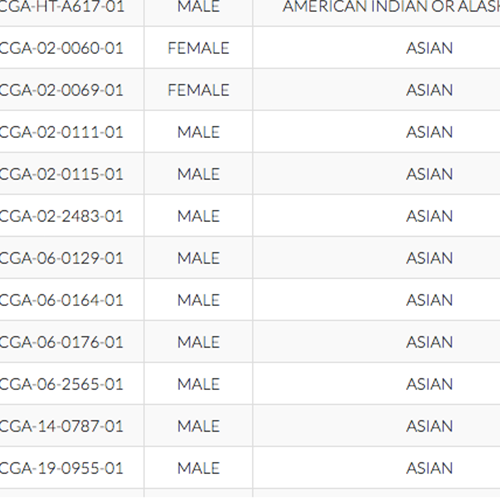 CGA-HT-A617-01 MALE AMERICAN INDIAN OR ALAS
CGA-02-0060-01 FEMALE ASIAN
CGA-02-0069-01 FEMALE ASIAN
CGA-02-0111-01 MALE ASIAN
CGA-02-0115-01 MALE ASIAN
CGA-02-2483-01 MALE ASIAN
CGA-06-0129-01 MALE ASIAN
CGA-06-0164-01 MALE ASIAN
CGA-06-0176-01 MALE ASIAN
CGA-06-2565-01 MALE ASIAN
CGA-14-0787-01 MALE ASIAN
CGA-19-0955-01 MALE ASIAN